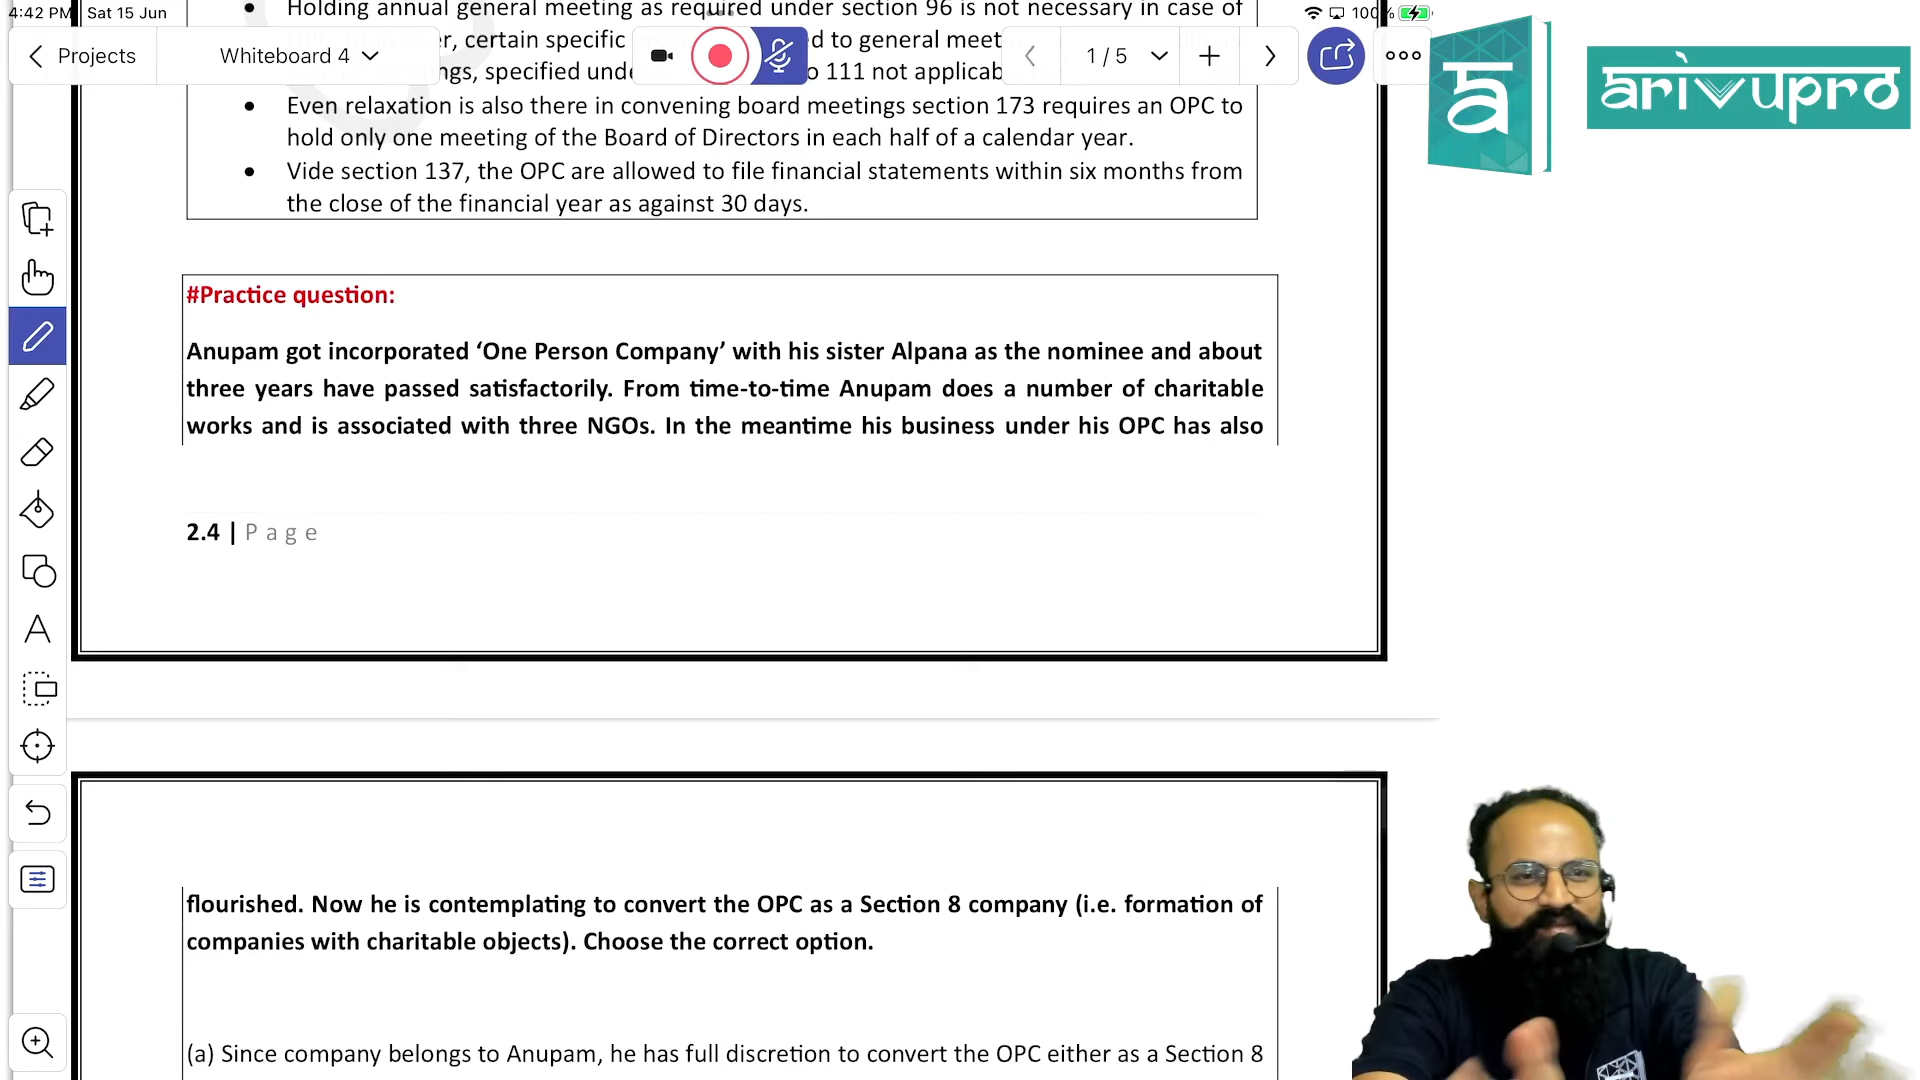 4:42 PM Sat 15 Jun
100%
Projects
Whiteboard 4
1 / 5
arivupro
Holding annual general meeting as required under section 96 is not necessary in case of
, certain specific
d to general meet
ngs, specified unde
o 111 not applicab
Even relaxation is also there in convening board meetings section 173 requires an OPC to
hold only one meeting of the Board of Directors in each half of a calendar year.
Vide section 137, the OPC are allowed to file financial statements within six months from
the close of the financial year as against 30 days.
#Practice question:
Anupam got incorporated ‘One Person Company’ with his sister Alpana as the nominee and about
three years have passed satisfactorily. From time-to-time Anupam does a number of charitable
works and is associated with three NGOs. In the meantime his business under his OPC has also
2.4 | Page
flourished. Now he is contemplating to convert the OPC as a Section 8 company (i.e. formation of
companies with charitable objects). Choose the correct option.
(a) Since company belongs to Anupam, he has full discretion to convert the OPC either as a Section 8